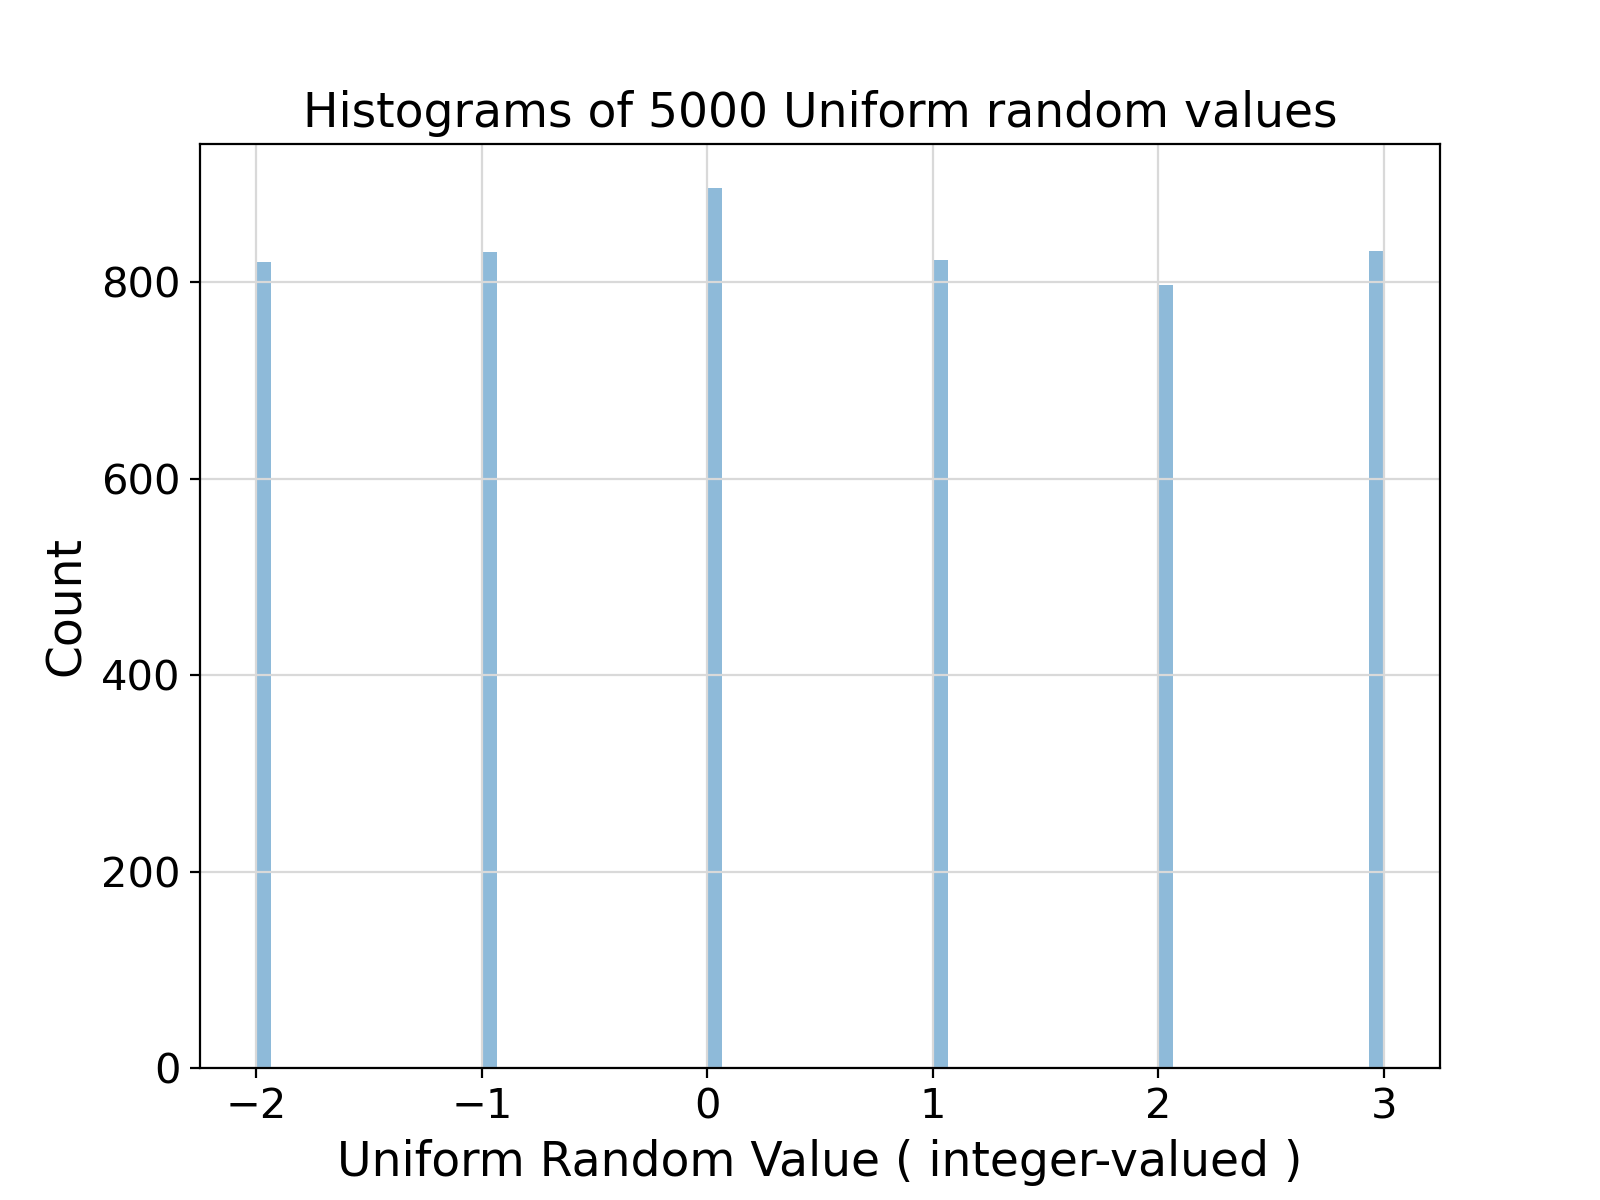 Histograms of 5000 Uniform random values
Count
800
600
400
200
0
−2 −1 0 1 2 3
Uniform Random Value ( integer-valued )